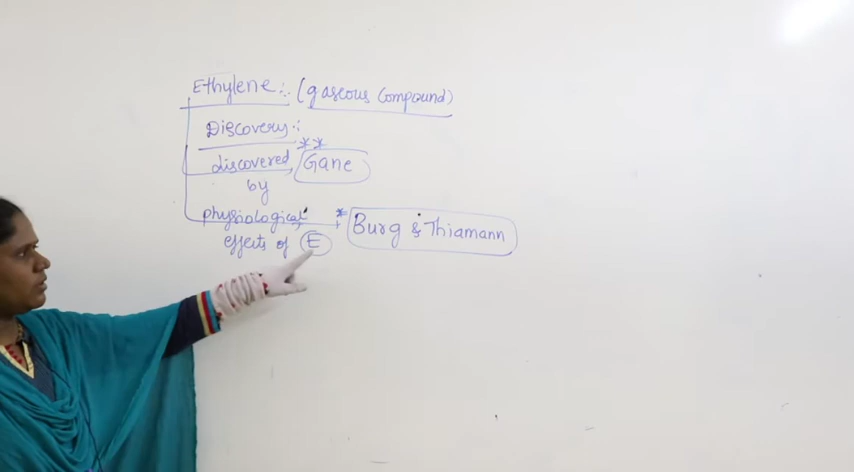 Ethylene :. (gaseous compound)
Discovery :.
**
discovered Gane
by
physiological * Burg & Thiamann
effects of E